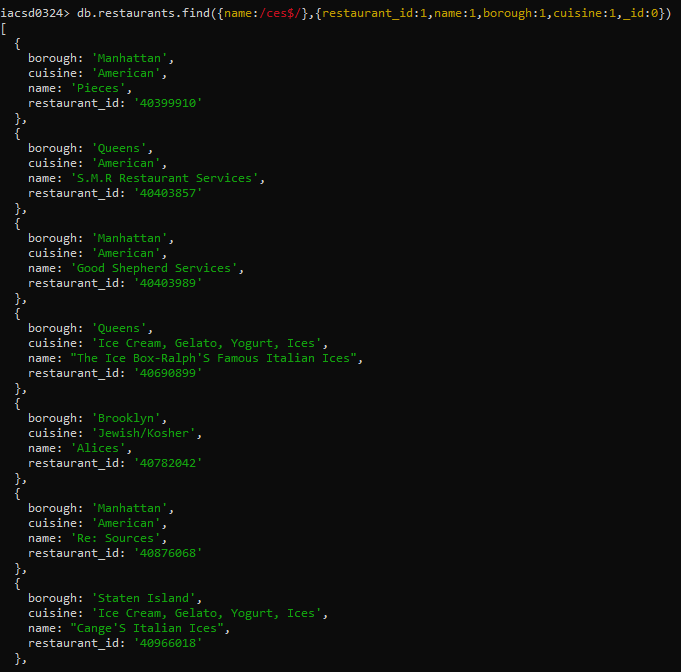 iacsd0324> db.restaurants.find({name:/ces$/},{restaurant_id:1,name:1,borough:1,cuisine:1,_id:0})
[
  {
    borough: 'Manhattan',
    cuisine: 'American',
    name: 'Pieces',
    restaurant_id: '40399910'
  },
  {
    borough: 'Queens',
    cuisine: 'American',
    name: 'S.M.R Restaurant Services',
    restaurant_id: '40403857'
  },
  {
    borough: 'Manhattan',
    cuisine: 'American',
    name: 'Good Shepherd Services',
    restaurant_id: '40403989'
  },
  {
    borough: 'Queens',
    cuisine: 'Ice Cream, Gelato, Yogurt, Ices',
    name: "The Ice Box-Ralph'S Famous Italian Ices",
    restaurant_id: '40690899'
  },
  {
    borough: 'Brooklyn',
    cuisine: 'Jewish/Kosher',
    name: 'Alices',
    restaurant_id: '40782042'
  },
  {
    borough: 'Manhattan',
    cuisine: 'American',
    name: 'Re: Sources',
    restaurant_id: '40876068'
  },
  {
    borough: 'Staten Island',
    cuisine: 'Ice Cream, Gelato, Yogurt, Ices',
    name: "Cange'S Italian Ices",
    restaurant_id: '40966018'
  },